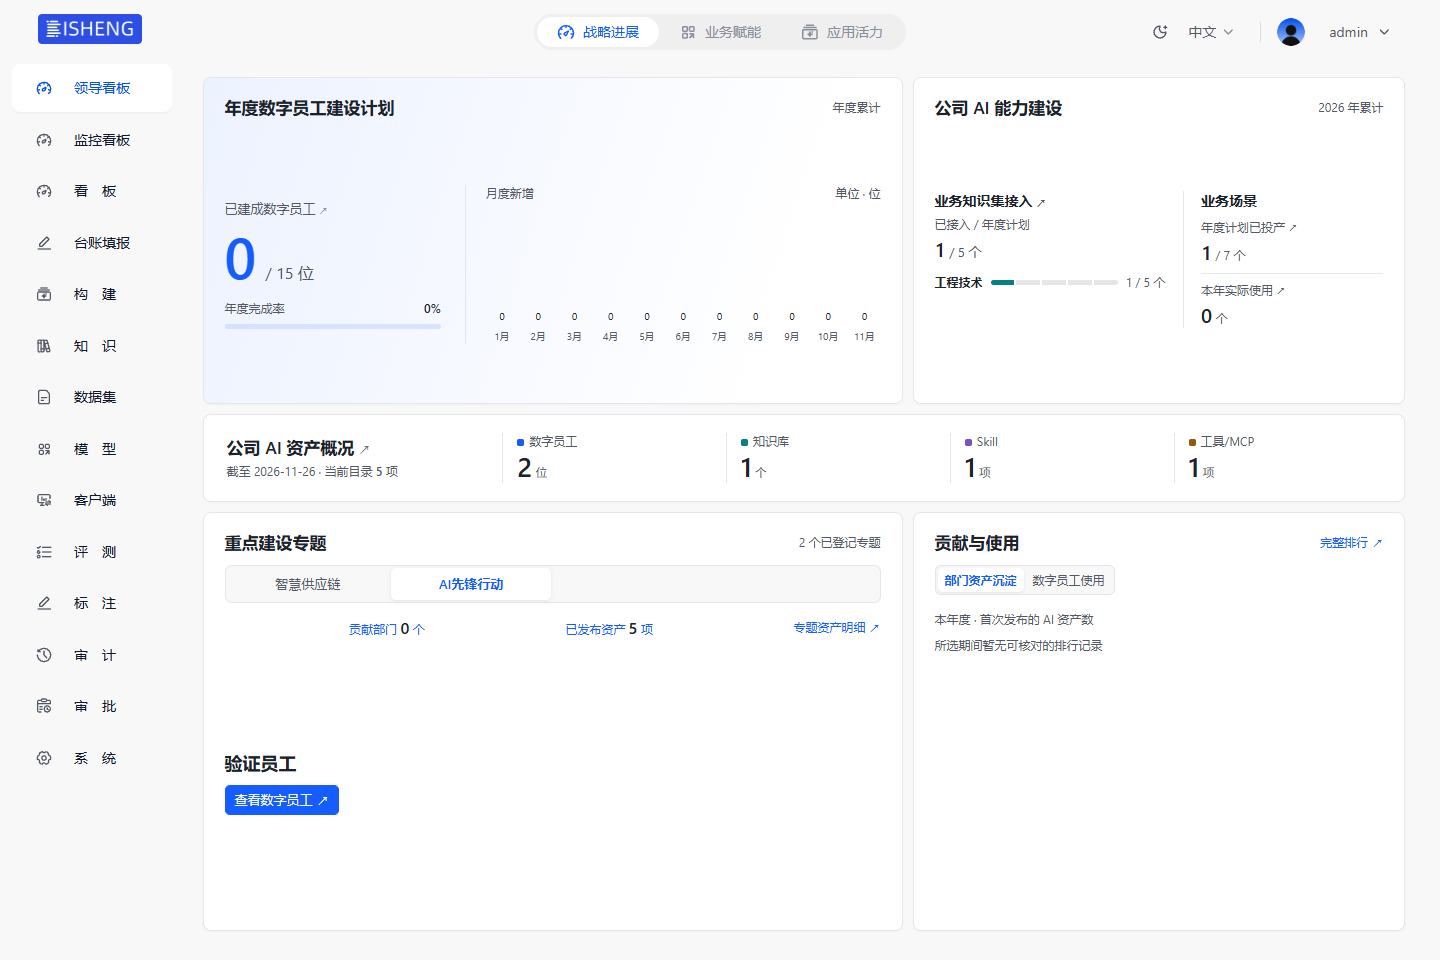 ISHENG
战略进展
业务赋能
应用活力
中文
admin
领导看板
监控看板
看 板
台账填报
构 建
知 识
数据集
模 型
客户端
评 测
标 注
审 计
审 批
系 统
年度数字员工建设计划
年度累计
已建成数字员工 ↗
0 / 15 位
年度完成率 0%
月度新增 单位 · 位
0 0 0 0 0 0 0 0 0 0 0
1月 2月 3月 4月 5月 6月 7月 8月 9月 10月 11月
公司 AI 能力建设
2026 年累计
业务知识集接入 ↗
已接入 / 年度计划
1 / 5 个
工程技术 1 / 5 个
业务场景
年度计划已投产 ↗
1 / 7 个
本年实际使用 ↗
0 个
公司 AI 资产概况 ↗
截至 2026-11-26 · 当前目录 5 项
数字员工
2 位
知识库
1 个
Skill
1 项
工具/MCP
1 项
重点建设专题
2 个已登记专题
智慧供应链
AI先锋行动
贡献部门 0 个
已发布资产 5 项
专题资产明细 ↗
验证员工
查看数字员工 ↗
贡献与使用
完整排行 ↗
部门资产沉淀
数字员工使用
本年度 · 首次发布的 AI 资产数
所选期间暂无可核对的排行记录